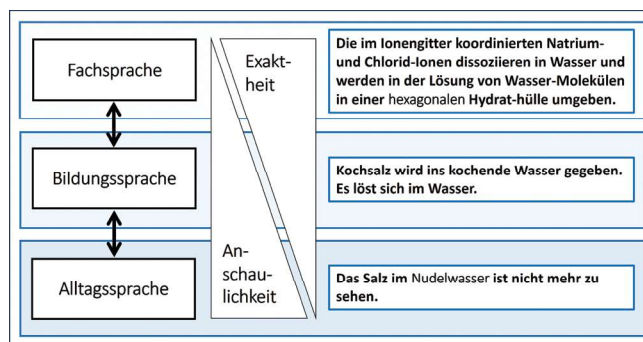 Fachsprache
Exakt-
heit
Die im Ionengitter koordinierten Natrium-
und Chlorid-Ionen dissoziieren in Wasser und
werden in der Lösung von Wasser-Molekülen
in einer hexagonalen Hydrat-hülle umgeben.
Bildungssprache
Kochsalz wird ins kochende Wasser gegeben.
Es löst sich im Wasser.
An-
schau-
lichkeit
Alltagssprache
Das Salz im Nudelwasser ist nicht mehr zu
sehen.